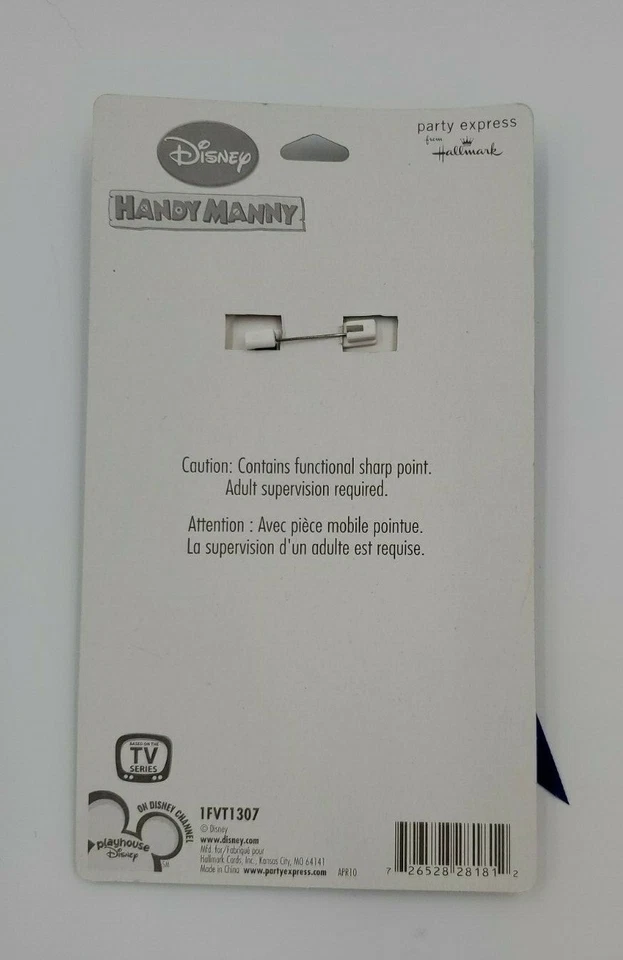 Disney
HANDY MANNY
party express
from
Hallmark
Caution: Contains functional sharp point.
Adult supervision required.
Attention : Avec pièce mobile pointue.
La supervision d'un adulte est requise.
BASED ON THE
TV
SERIES
ON DISNEY CHANNEL
playhouse
Disney
SM
1FVT1307
© Disney
www.disney.com
Mfd. for/Fabriqué pour
Hallmark Cards, Inc., Kansas City, MO 64141
Made in China www.partyexpress.com APR10
7 26528 28181 2